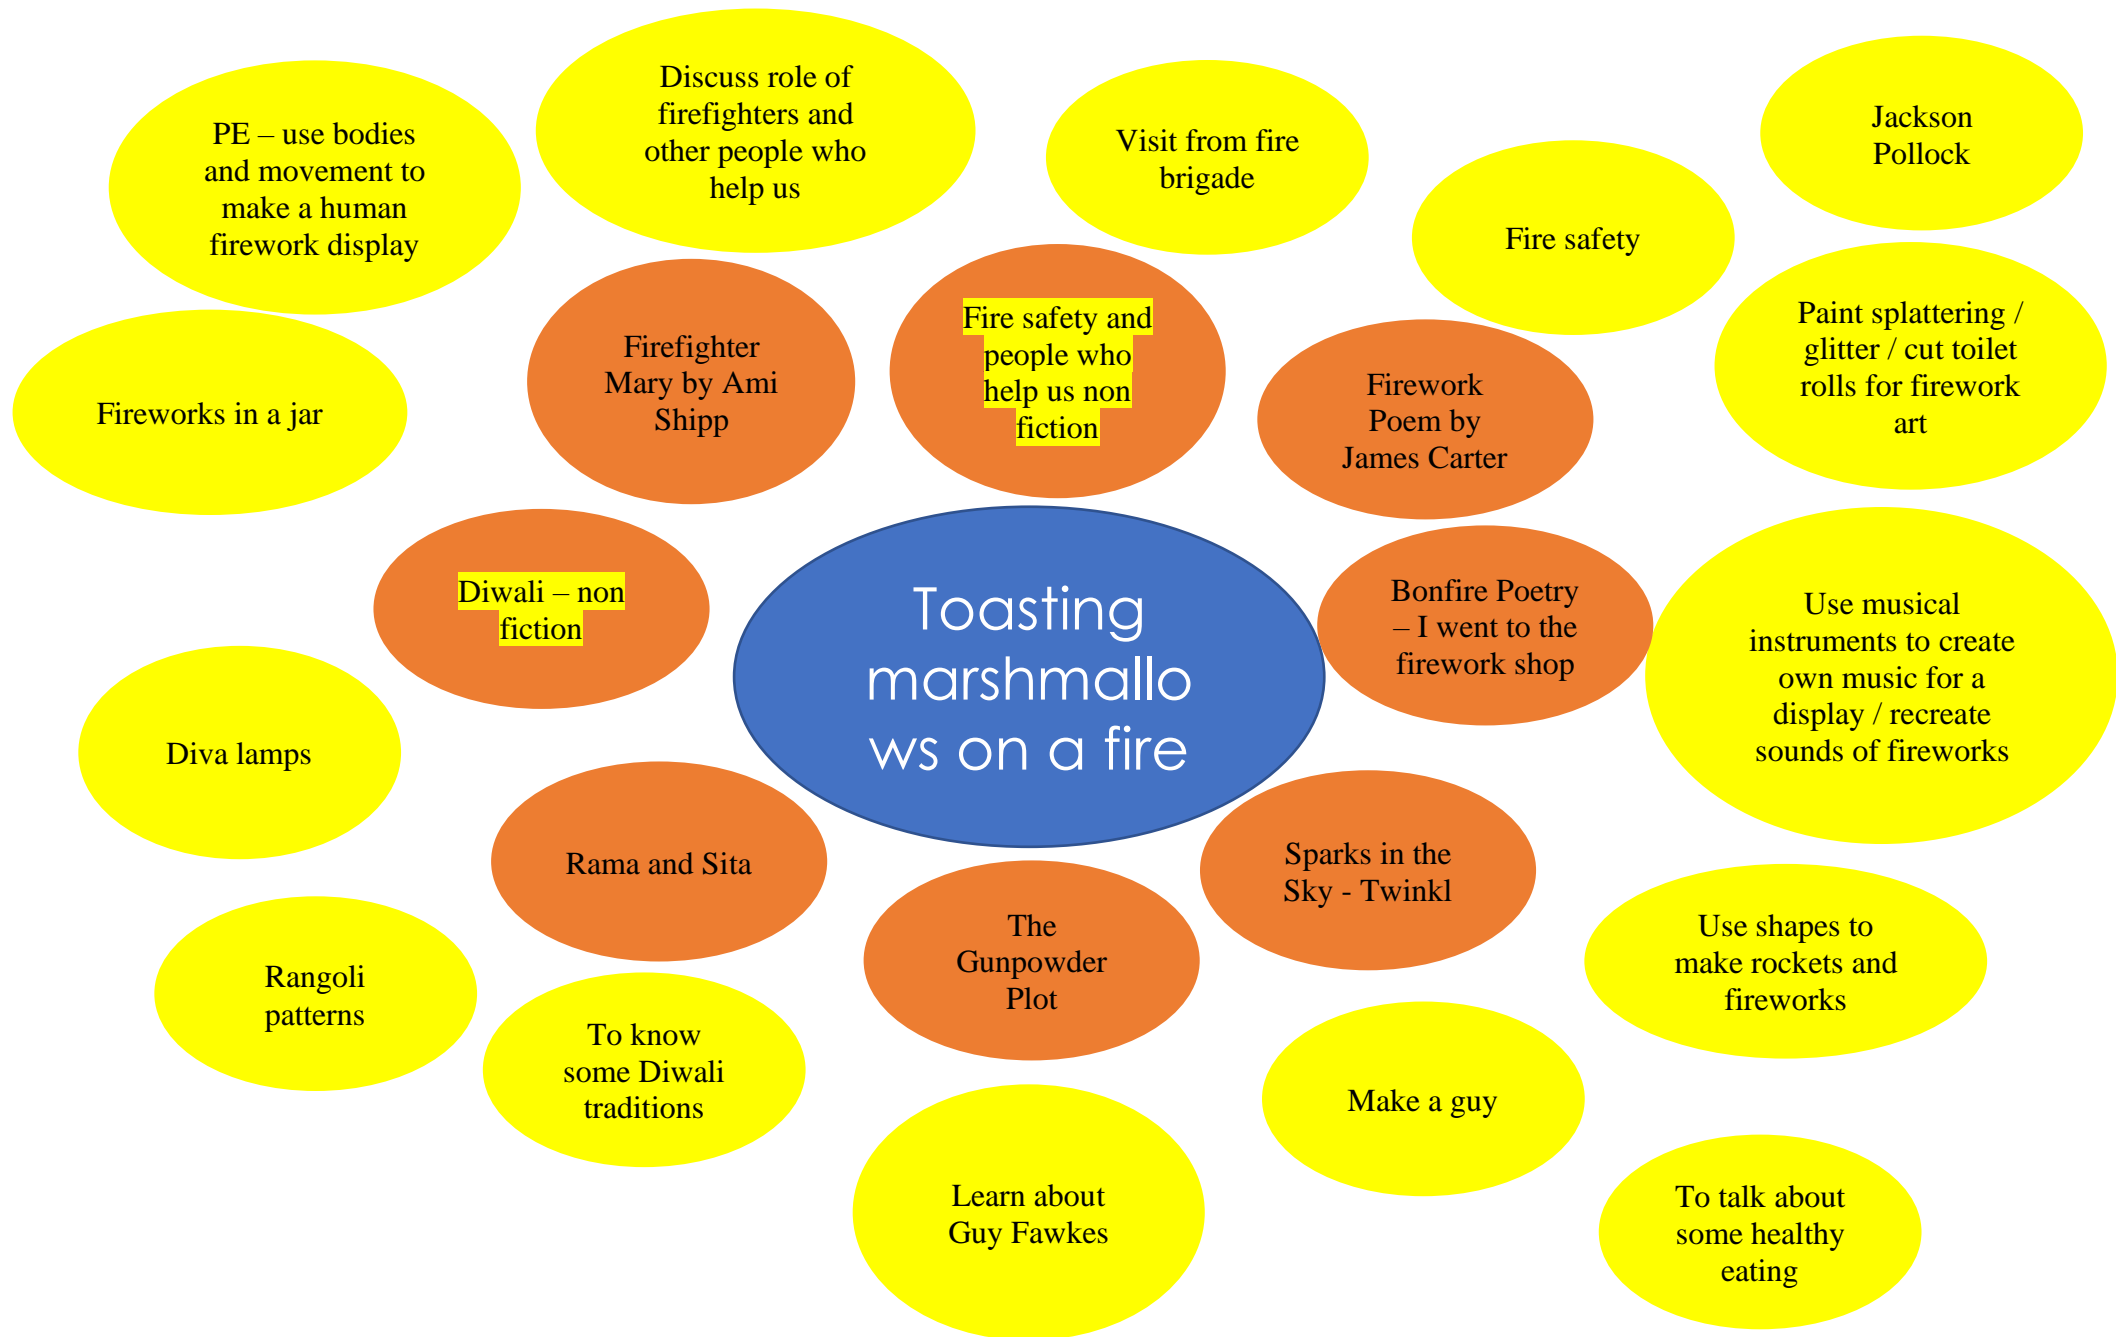 PE – use bodies
and movement to
make a human
firework display
Discuss role of
firefighters and
other people who
help us
Visit from fire
brigade
Fire safety
Jackson
Pollock
Fireworks in a jar
Firefighter
Mary by Ami
Shipp
Fire safety and
people who
help us non
fiction
Firework
Poem by
James Carter
Paint splattering /
glitter / cut toilet
rolls for firework
art
Diwali – non
fiction
Toasting
marshmallo
ws on a fire
Bonfire Poetry
– I went to the
firework shop
Use musical
instruments to create
own music for a
display / recreate
sounds of fireworks
Diva lamps
Rama and Sita
The
Gunpowder
Plot
Sparks in the
Sky - Twinkl
Use shapes to
make rockets and
fireworks
Rangoli
patterns
To know
some Diwali
traditions
Learn about
Guy Fawkes
Make a guy
To talk about
some healthy
eating